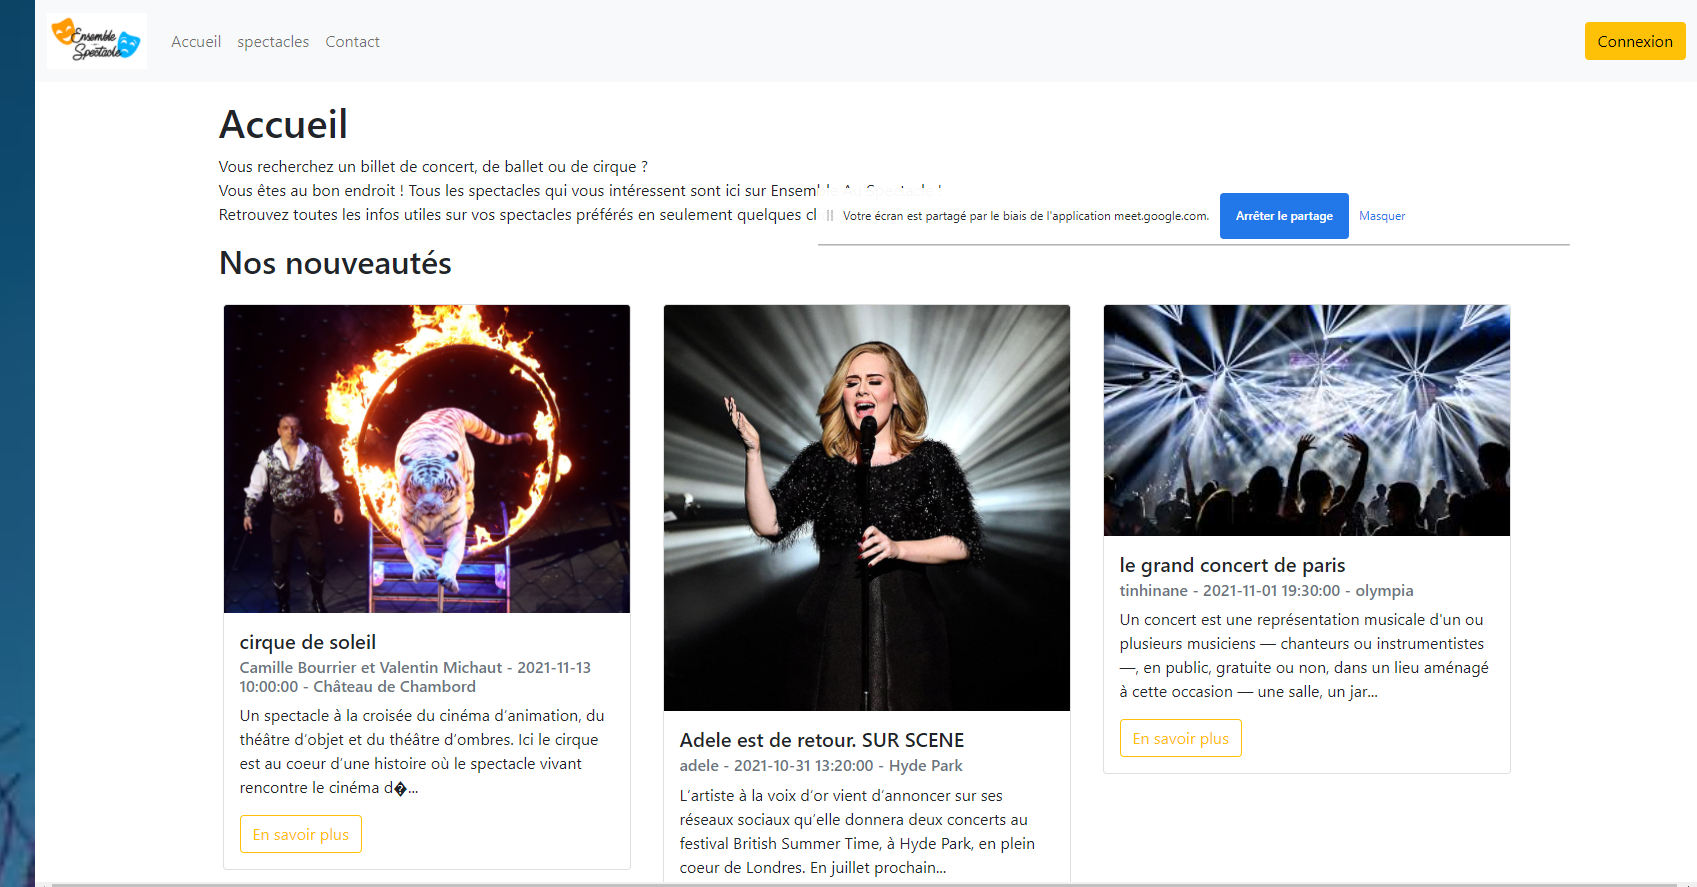 Ensemble
Spectacle
Accueil spectacles Contact
Connexion
Accueil
Vous recherchez un billet de concert, de ballet ou de cirque ?
Vous êtes au bon endroit ! Tous les spectacles qui vous intéressent sont ici sur Ensemble Au Spectacle !
Retrouvez toutes les infos utiles sur vos spectacles préférés en seulement quelques cl
Votre écran est partagé par le biais de l'application meet.google.com.
Arrêter le partage
Masquer
Nos nouveautés
cirque de soleil
Camille Bourrier et Valentin Michaut - 2021-11-13
10:00:00 - Château de Chambord
Un spectacle à la croisée du cinéma d’animation, du
théâtre d’objet et du théâtre d’ombres. Ici le cirque
est au coeur d’une histoire où le spectacle vivant
rencontre le cinéma d�...
En savoir plus
Adele est de retour. SUR SCENE
adele - 2021-10-31 13:20:00 - Hyde Park
L’artiste à la voix d’or vient d’annoncer sur ses
réseaux sociaux qu’elle donnera deux concerts au
festival British Summer Time, à Hyde Park, en plein
coeur de Londres. En juillet prochain...
le grand concert de paris
tinhinane - 2021-11-01 19:30:00 - olympia
Un concert est une représentation musicale d'un ou
plusieurs musiciens — chanteurs ou instrumentistes
—, en public, gratuite ou non, dans un lieu aménagé
à cette occasion — une salle, un jar...
En savoir plus